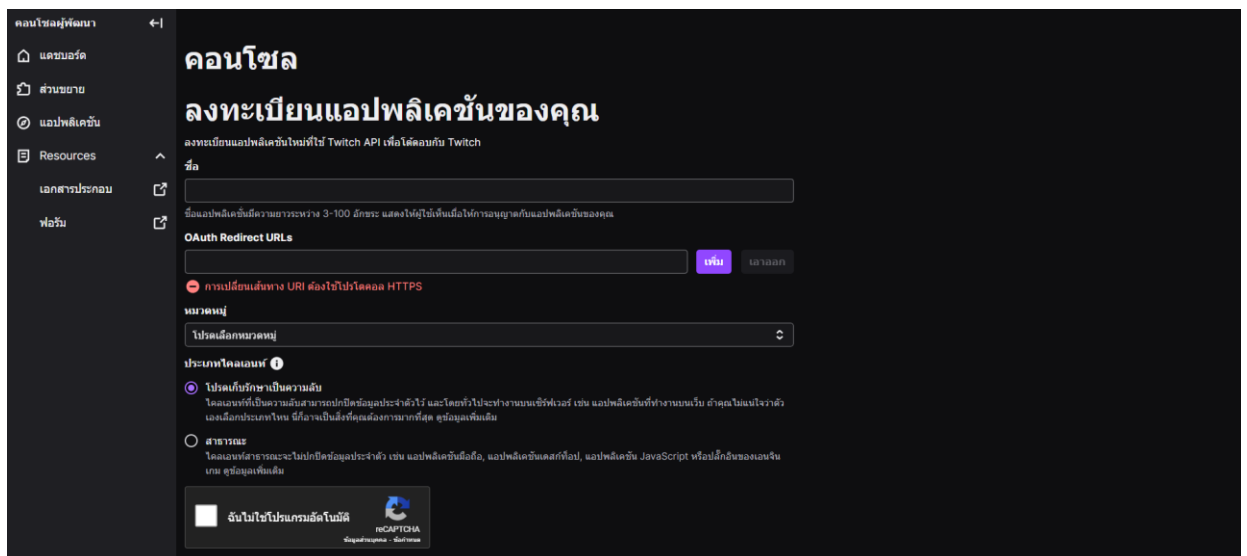 คอนโซลผู้พัฒนา
แดชบอร์ด
ส่วนขยาย
แอปพลิเคชัน
Resources
เอกสารประกอบ
ฟอรัม
คอนโซล
ลงทะเบียนแอปพลิเคชันของคุณ
ลงทะเบียนแอปพลิเคชันใหม่ที่ใช้ Twitch API เพื่อโต้ตอบกับ Twitch
ชื่อ
ชื่อแอปพลิเคชันมีความยาวระหว่าง 3-100 อักขระ แสดงให้ผู้ใช้เห็นเมื่อให้การอนุญาตกับแอปพลิเคชันของคุณ
OAuth Redirect URLs
เพิ่ม
เอาออก
การเปลี่ยนเส้นทาง URI ต้องใช้โปรโตคอล HTTPS
หมวดหมู่
โปรดเลือกหมวดหมู่
ประเภทไคลเอนท์
โปรดเก็บรักษาเป็นความลับ
ไคลเอนท์ที่เป็นความลับสามารถปกปิดข้อมูลประจำตัวไว้ และโดยทั่วไปจะทำงานบนเซิร์ฟเวอร์ เช่น แอปพลิเคชันที่ทำงานบนเว็บ ถ้าคุณไม่แน่ใจว่าตัว
เองเลือกประเภทไหน นี่ก็อาจเป็นสิ่งที่คุณต้องการมากที่สุด ดูข้อมูลเพิ่มเติม
สาธารณะ
ไคลเอนท์สาธารณะจะไม่ปกปิดข้อมูลประจำตัว เช่น แอปพลิเคชันมือถือ, แอปพลิเคชันเดสก์ท็อป, แอปพลิเคชัน JavaScript หรือปลั๊กอินของเอนจิน
เกม ดูข้อมูลเพิ่มเติม
ฉันไม่ใช่โปรแกรมอัตโนมัติ
reCAPTCHA
ข้อมูลส่วนบุคคล - ข้อกำหนด